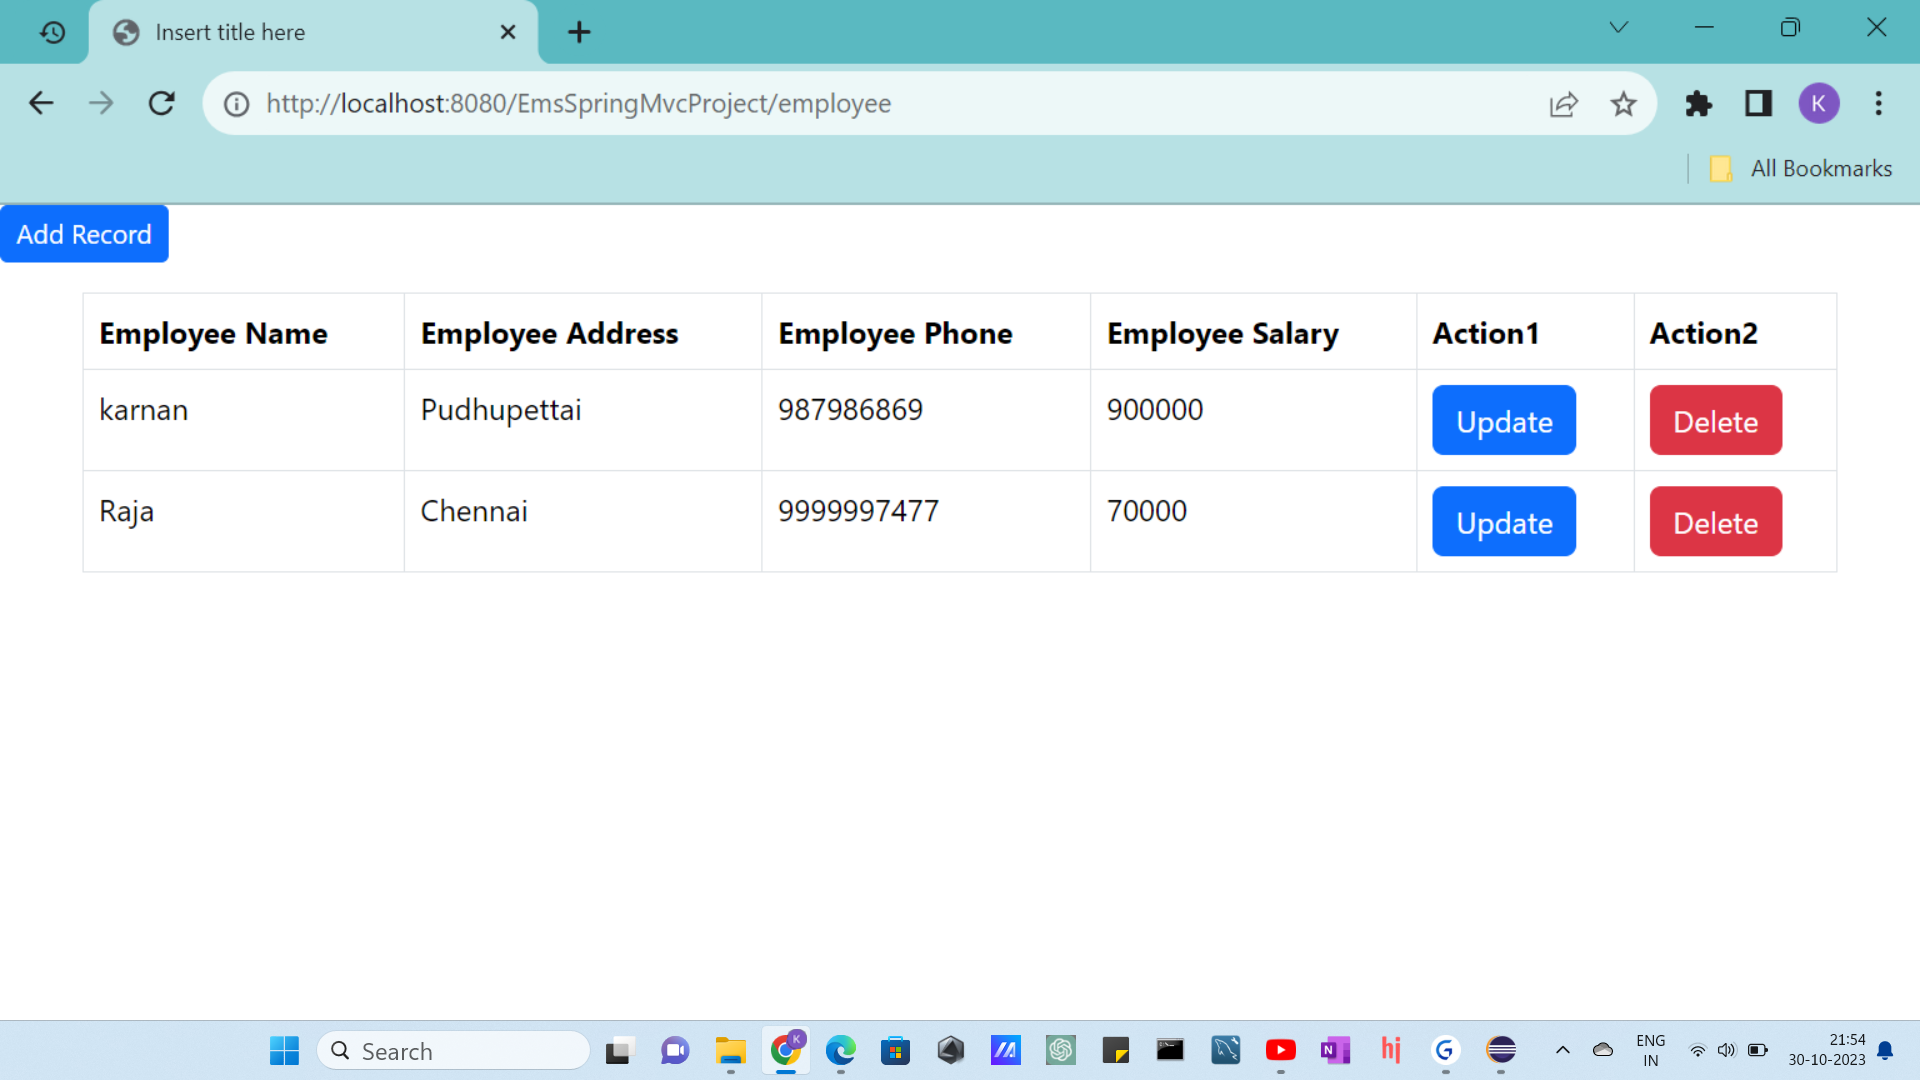 Insert title here
http://localhost:8080/EmsSpringMvcProject/employee
K
All Bookmarks
Add Record
Employee Name Employee Address Employee Phone Employee Salary Action1 Action2
karnan Pudhupettai 987986869 900000 Update Delete
Raja Chennai 9999997477 70000 Update Delete
Search
K
N
hj
G
ENG
IN
21:54
30-10-2023